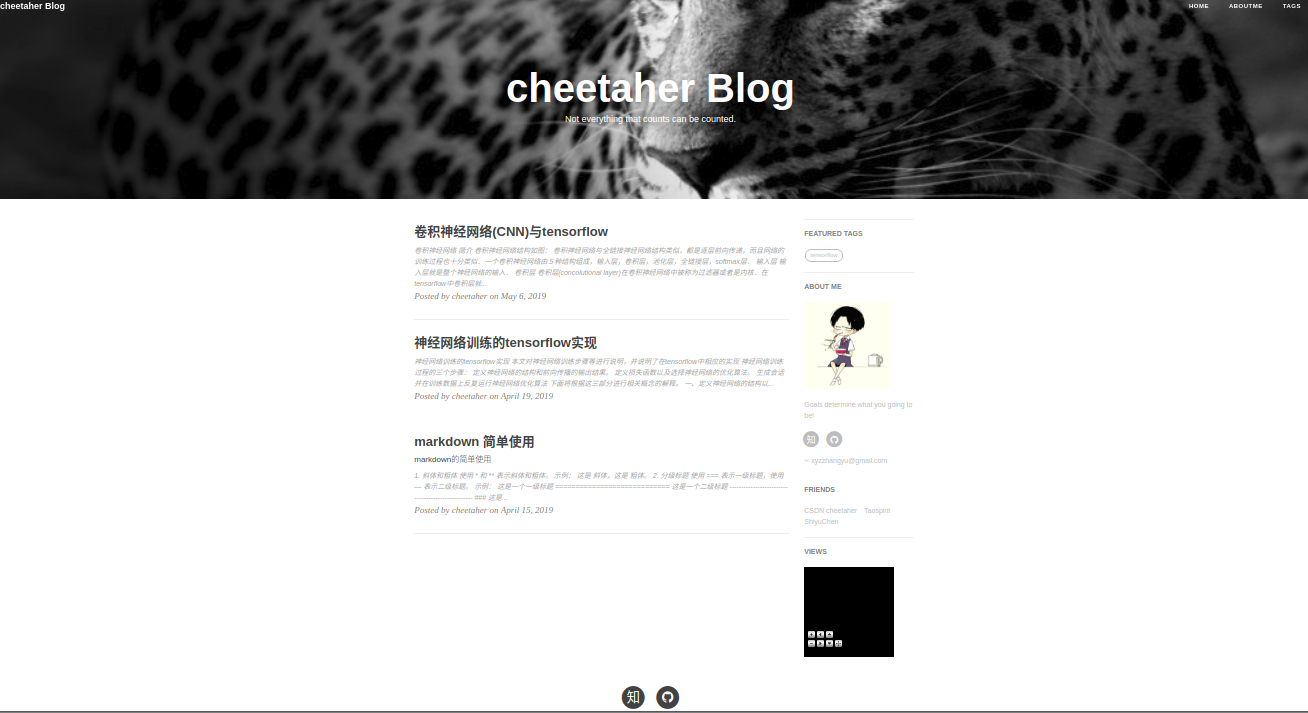 cheetaher Blog
HOME ABOUTME TAGS
cheetaher Blog
Not everything that counts can be counted.
卷积神经网络(CNN)与tensorflow
卷积神经网络 简介 卷积神经网络结构如图： 卷积神经网络与全链接神经网络结构类似，都是逐层前向传递，而且网络的
训练过程也十分类似．一个卷积神经网络由５种结构组成，输入层，卷积层，池化层，全链接层，softmax层． 输入层 输
入层就是整个神经网络的输入． 卷积层 卷积层(concolutional layer)在卷积神经网络中被称为过滤器或者是内核．在
tensorflow中卷积层就...
Posted by cheetaher on May 6, 2019
神经网络训练的tensorflow实现
神经网络训练的tensorflow实现 本文对神经网络训练步骤等进行说明，并说明了在tensorflow中相应的实现 神经网络训练
过程的三个步骤： 定义神经网络的结构和前向传播的输出结果。 定义损失函数以及选择神经网络的优化算法。 生成会话
并在训练数据上反复运行神经网络优化算法 下面将根据这三部分进行相关概念的解释。 一、定义神经网络的结构以...
Posted by cheetaher on April 19, 2019
markdown 简单使用
markdown的简单使用
1. 斜体和粗体 使用 * 和 ** 表示斜体和粗体。 示例： 这是 斜体，这是 粗体。 2. 分级标题 使用 === 表示一级标题，使用
--- 表示二级标题。 示例： 这是一个一级标题 ============================ 这是一个二级标题 --------------------------
-------------------------- ### 这是...
Posted by cheetaher on April 15, 2019
FEATURED TAGS
tensorflow
ABOUT ME
Goals determine what you going to
be!
知
xyzzhangyu@gmail.com
FRIENDS
CSDN cheetaher Taospirit
ShiyuChen
VIEWS
知